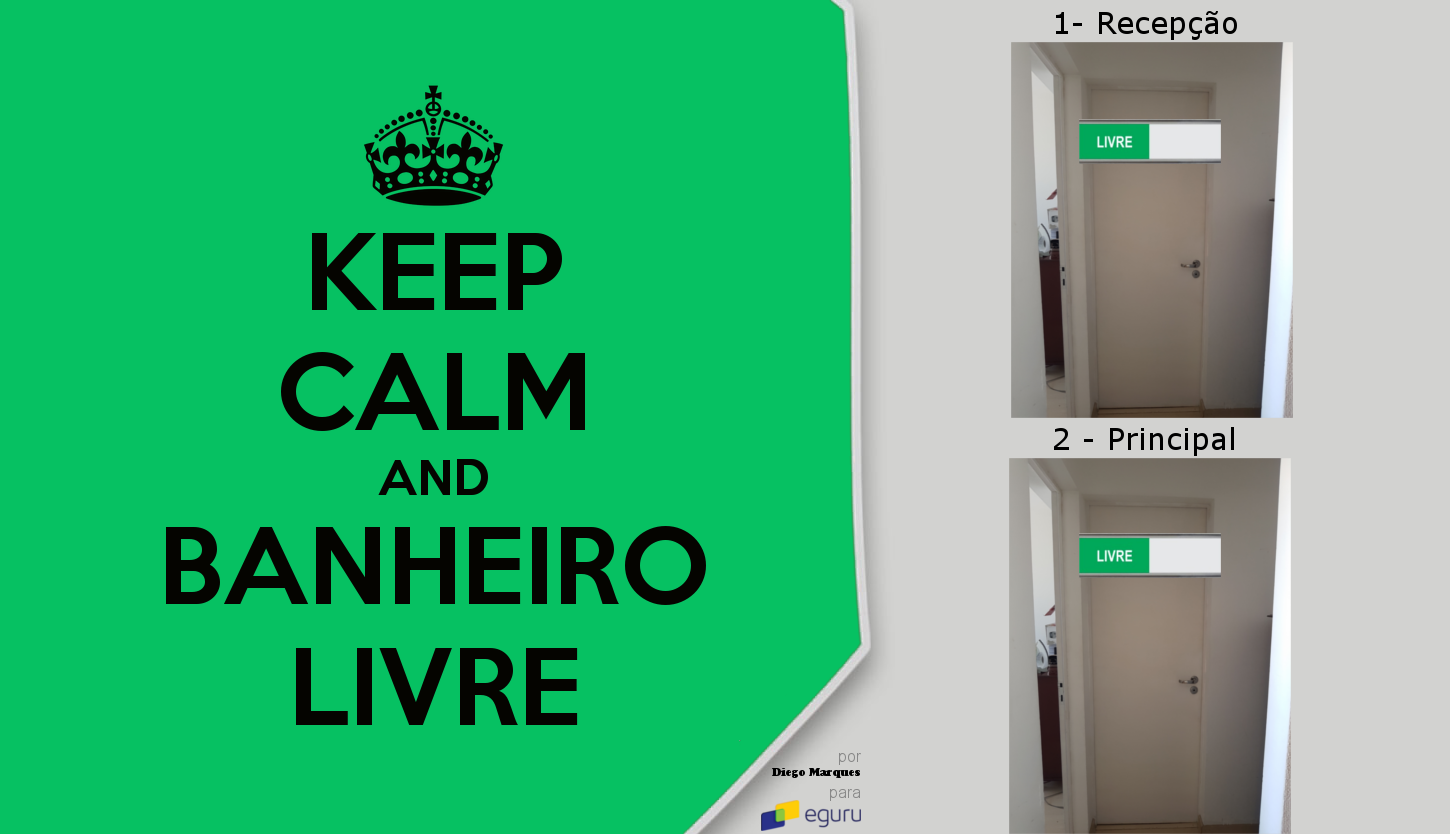 KEEP
CALM
AND
BANHEIRO
LIVRE
por
Diego Marques
para
eguru
1- Recepção
LIVRE
2 - Principal
LIVRE